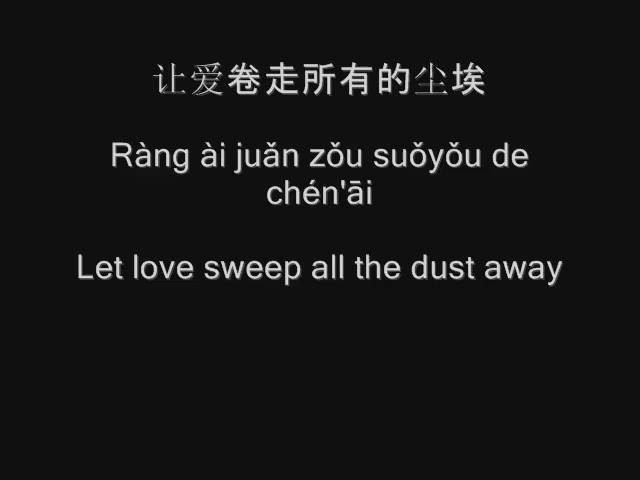 让爱卷走所有的尘埃
Ràng ài juǎn zǒu suǒyǒu de
chén'āi
Let love sweep all the dust away